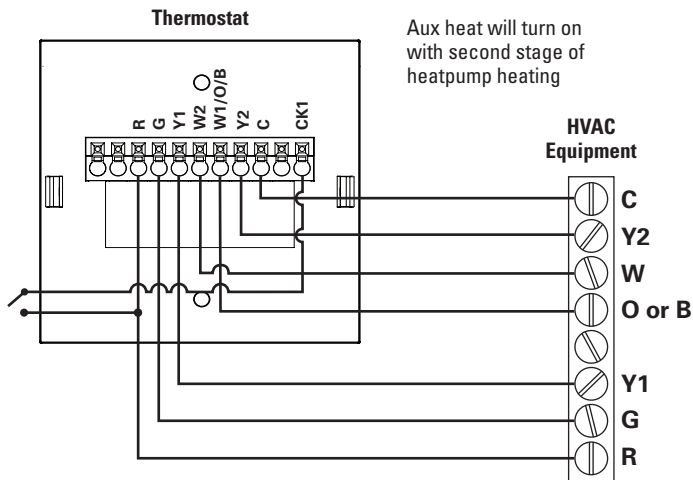 Thermostat
Aux heat will turn on
with second stage of
heatpump heating
R
G
Y1
W2
W1/O/B
Y2
C
CK1
HVAC
Equipment
C
Y2
W
O or B
Y1
G
R